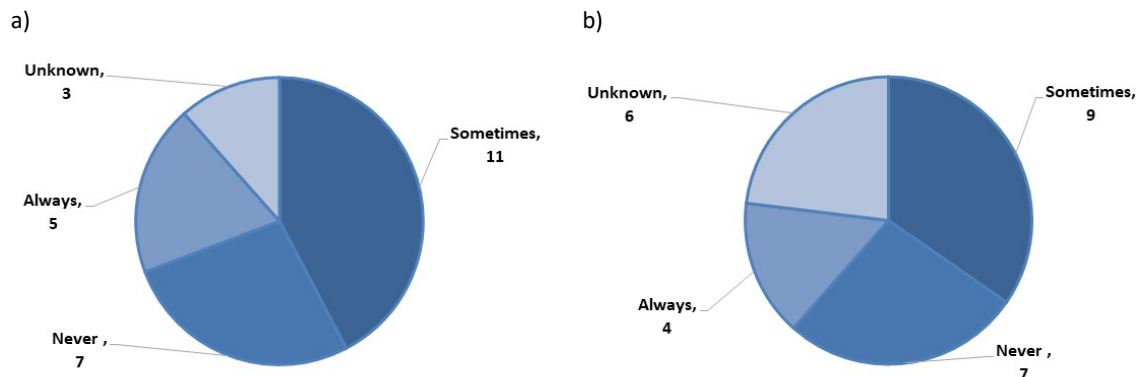 a)
Unknown,
3
Sometimes,
11
Always,
5
Never ,
7
b)
Unknown,
6
Sometimes,
9
Always,
4
Never ,
7